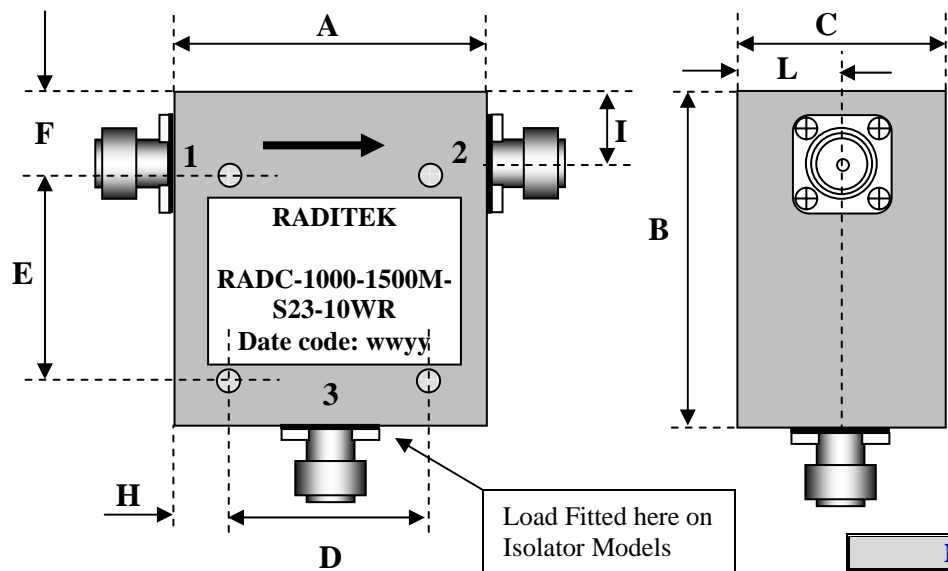 A
C
L
F
I
1
2
B
RADITEK
E
RADC-1000-1500M-
S23-10WR
Date code: wwyy
3
H
D
Load Fitted here on
Isolator Models